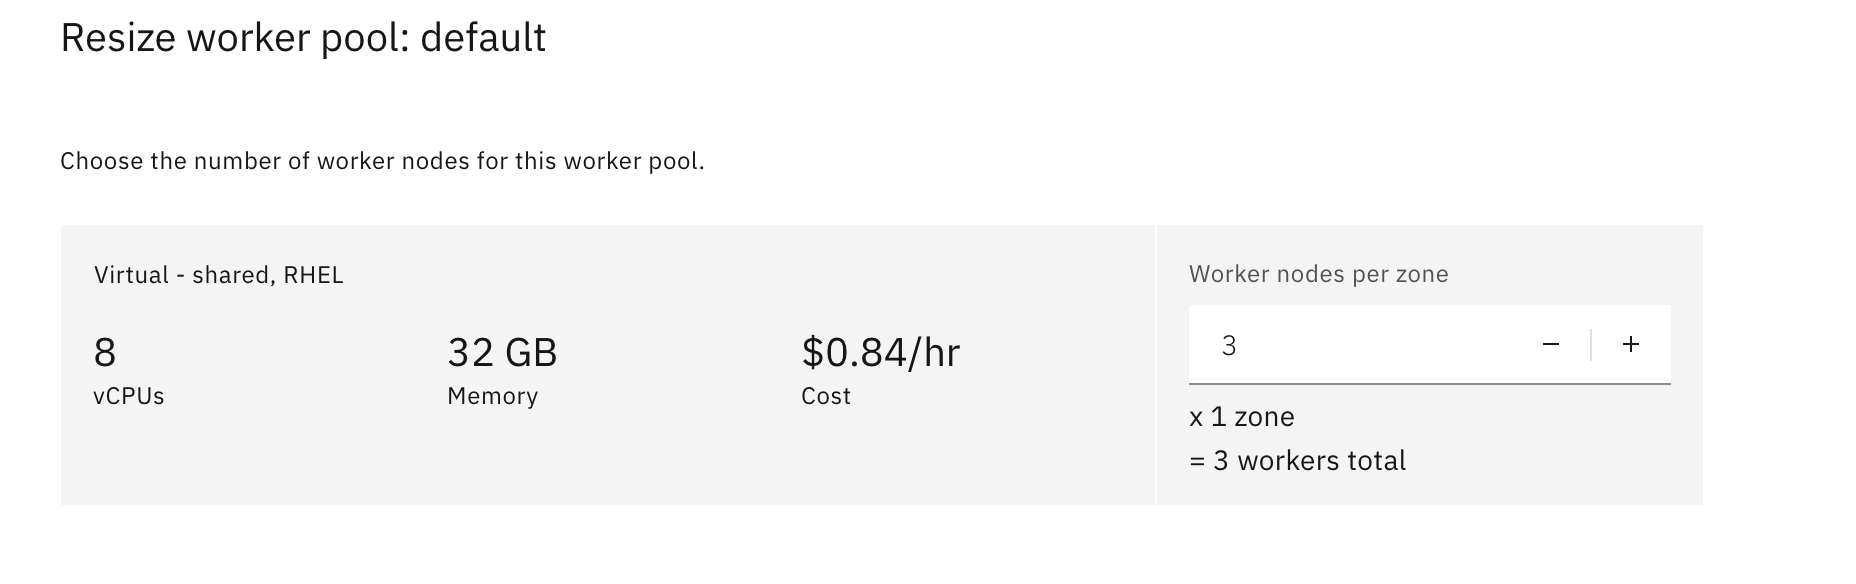 Resize worker pool: default
Choose the number of worker nodes for this worker pool.
Virtual - shared, RHEL
8
vCPUs
32 GB
Memory
$0.84/hr
Cost
Worker nodes per zone
3
x 1 zone
= 3 workers total